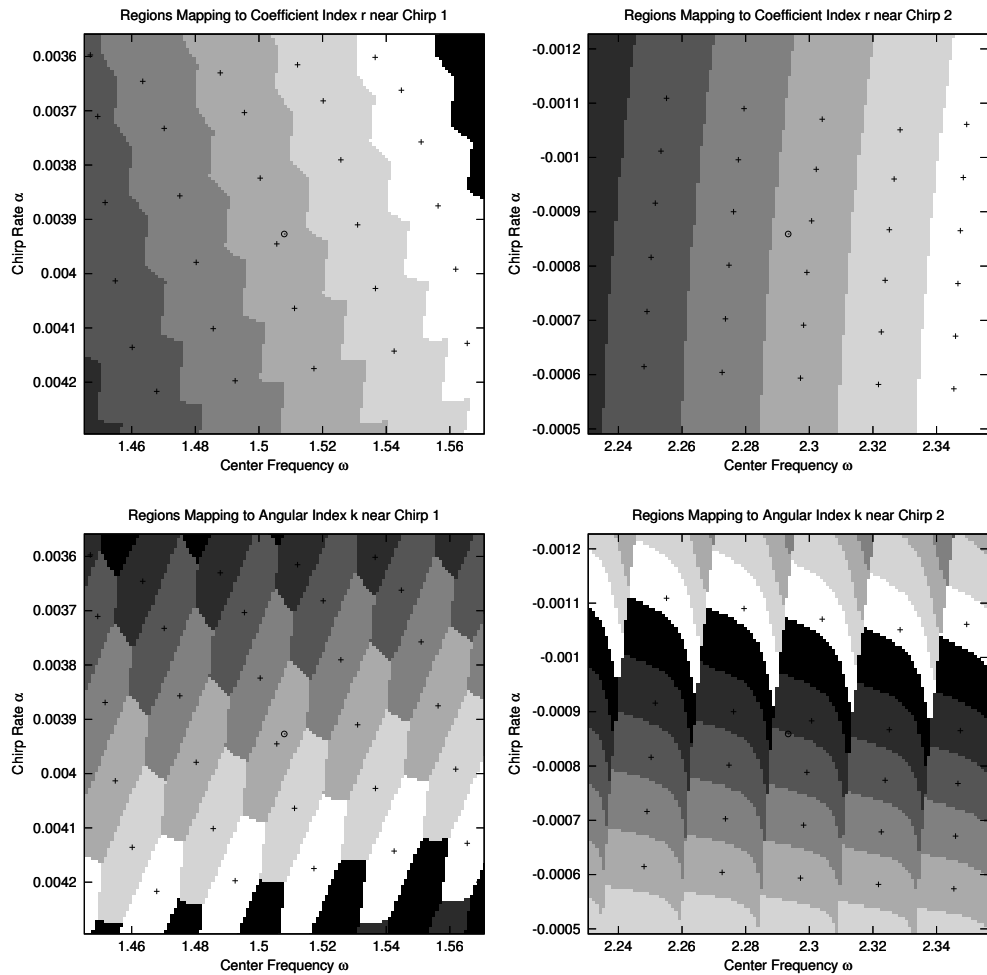 Regions Mapping to Coefficient Index r near Chirp 1
0.0036
0.0037
0.0038
0.0039
0.004
0.0041
0.0042
Chirp Rate α
1.46 1.48 1.5 1.52 1.54 1.56
Center Frequency ω
Regions Mapping to Coefficient Index r near Chirp 2
-0.0012
-0.0011
-0.001
-0.0009
-0.0008
-0.0007
-0.0006
-0.0005
Chirp Rate α
2.24 2.26 2.28 2.3 2.32 2.34
Center Frequency ω
Regions Mapping to Angular Index k near Chirp 1
0.0036
0.0037
0.0038
0.0039
0.004
0.0041
0.0042
Chirp Rate α
1.46 1.48 1.5 1.52 1.54 1.56
Center Frequency ω
Regions Mapping to Angular Index k near Chirp 2
-0.0012
-0.0011
-0.001
-0.0009
-0.0008
-0.0007
-0.0006
-0.0005
Chirp Rate α
2.24 2.26 2.28 2.3 2.32 2.34
Center Frequency ω